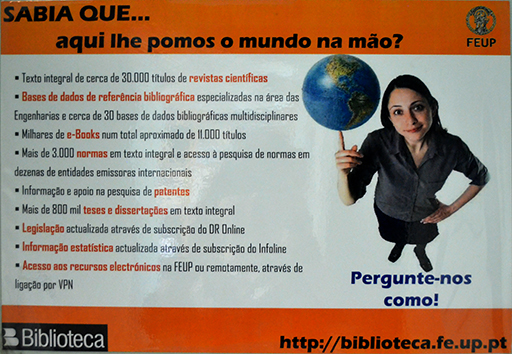 SABIA QUE...
aqui lhe pomos o mundo na mão?
FEUP
▪ Texto integral de cerca de 30.000 títulos de revistas científicas
▪ Bases de dados de referência bibliográfica especializadas na área das
Engenharias e cerca de 30 bases de dados bibliográficas multidisciplinares
▪ Milhares de e-Books num total aproximado de 11.000 títulos
▪ Mais de 3.000 normas em texto integral e acesso à pesquisa de normas em
dezenas de entidades emissoras internacionais
▪ Informação e apoio na pesquisa de patentes
▪ Mais de 800 mil teses e dissertações em texto integral
▪ Legislação actualizada através de subscrição do DR Online
▪ Informação estatística actualizada através de subscrição do Infoline
▪ Acesso aos recursos electrónicos na FEUP ou remotamente, através de
ligação por VPN
Pergunte-nos
como!
Biblioteca
http://biblioteca.fe.up.pt